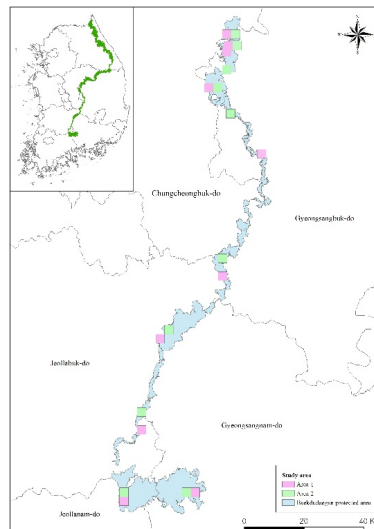 Chungcheongbuk-do
Gyeongsangbuk-do
Jeollabuk-do
Gyeongsangnam-do
Jeollanam-do
Study area
Area 1
Area 2
Baekdudaegan protected area
0 20 40 K